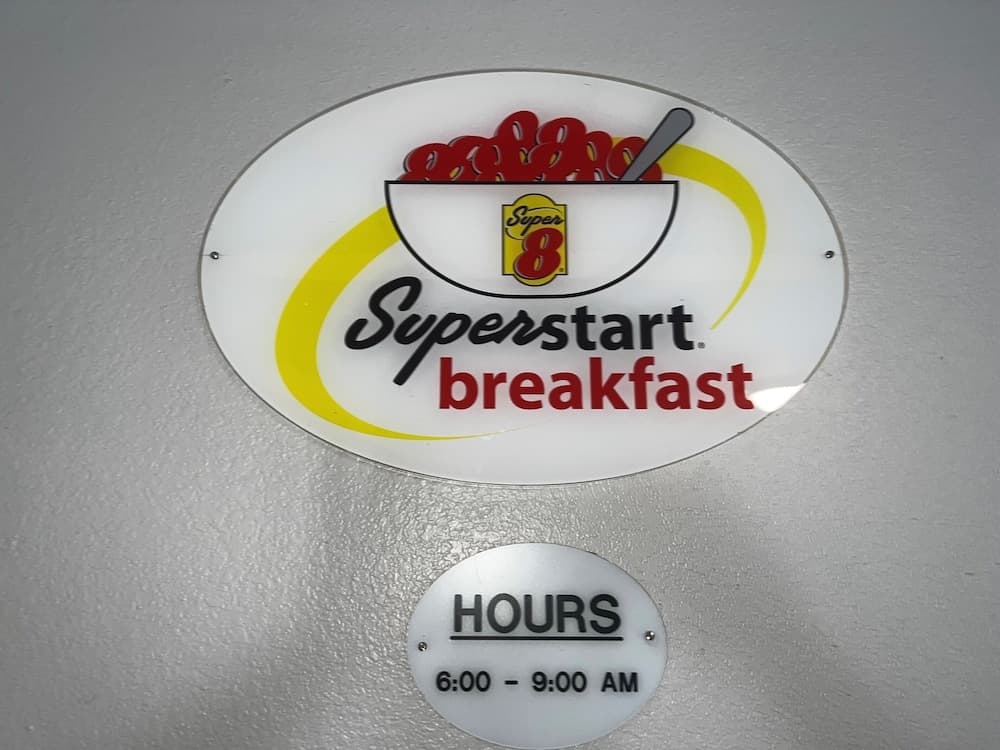 Super
8
Superstart®
breakfast
HOURS
6:00 - 9:00 AM